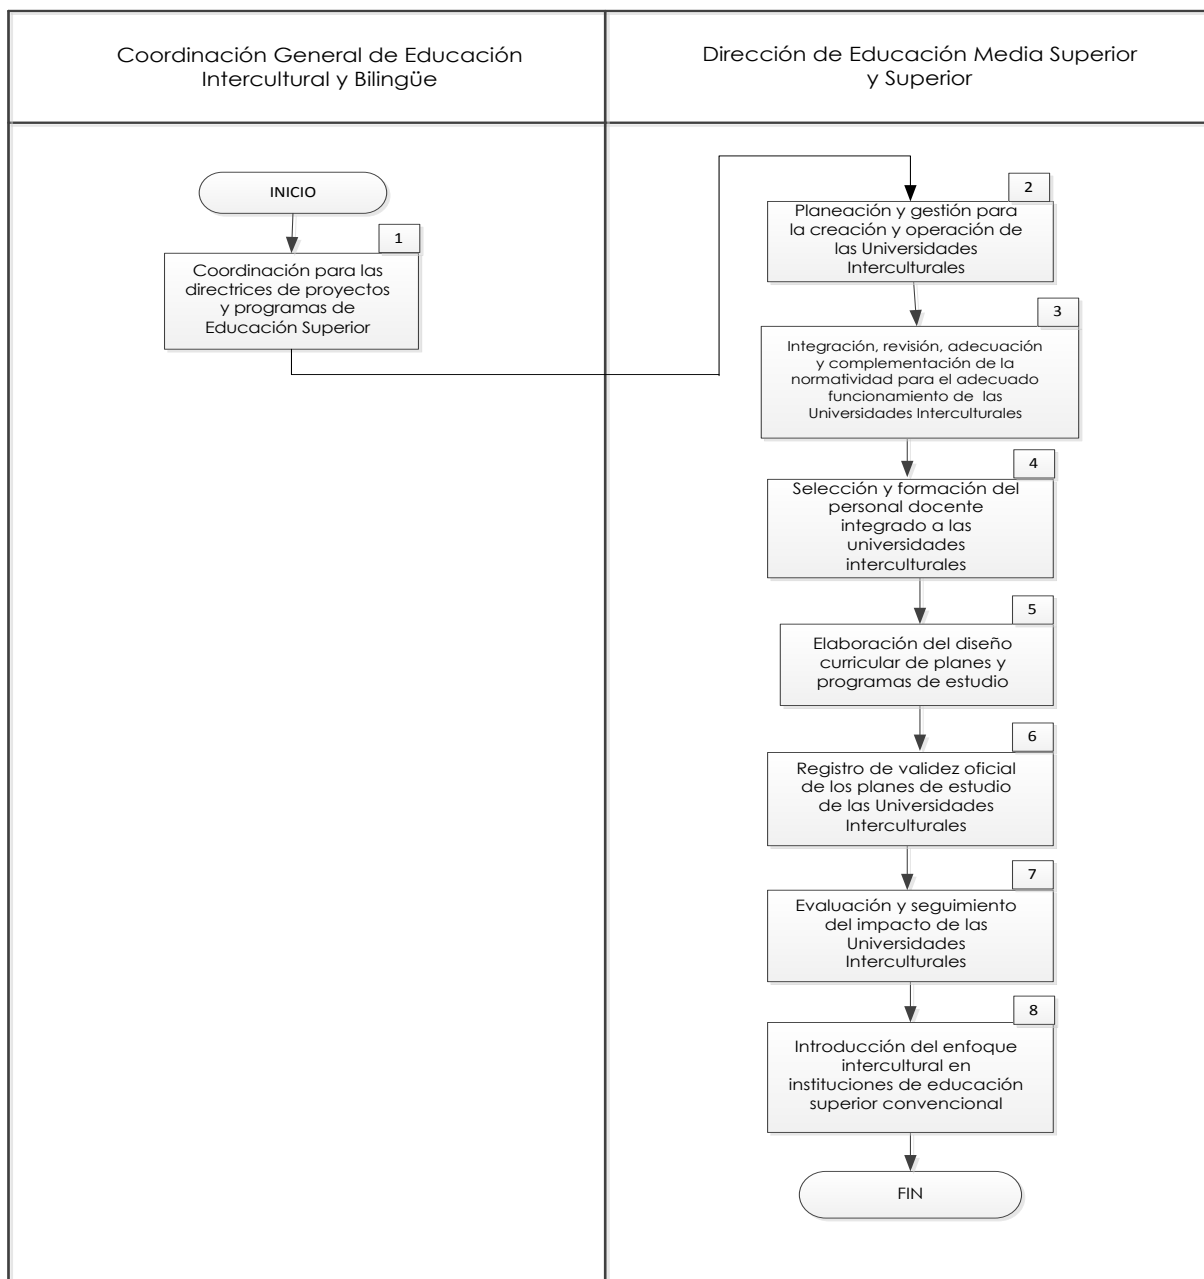 Coordinación General de Educación
Intercultural y Bilingüe
Dirección de Educación Media Superior
y Superior
INICIO
1
Coordinación para las
directrices de proyectos
y programas de
Educación Superior
2
Planeación y gestión para
la creación y operación de
las Universidades
Interculturales
3
Integración, revisión, adecuación
y complementación de la
normatividad para el adecuado
funcionamiento de las
Universidades Interculturales
4
Selección y formación del
personal docente
integrado a las
universidades
interculturales
5
Elaboración del diseño
curricular de planes y
programas de estudio
6
Registro de validez oficial
de los planes de estudio
de las Universidades
Interculturales
7
Evaluación y seguimiento
del impacto de las
Universidades
Interculturales
8
Introducción del enfoque
intercultural en
instituciones de educación
superior convencional
FIN